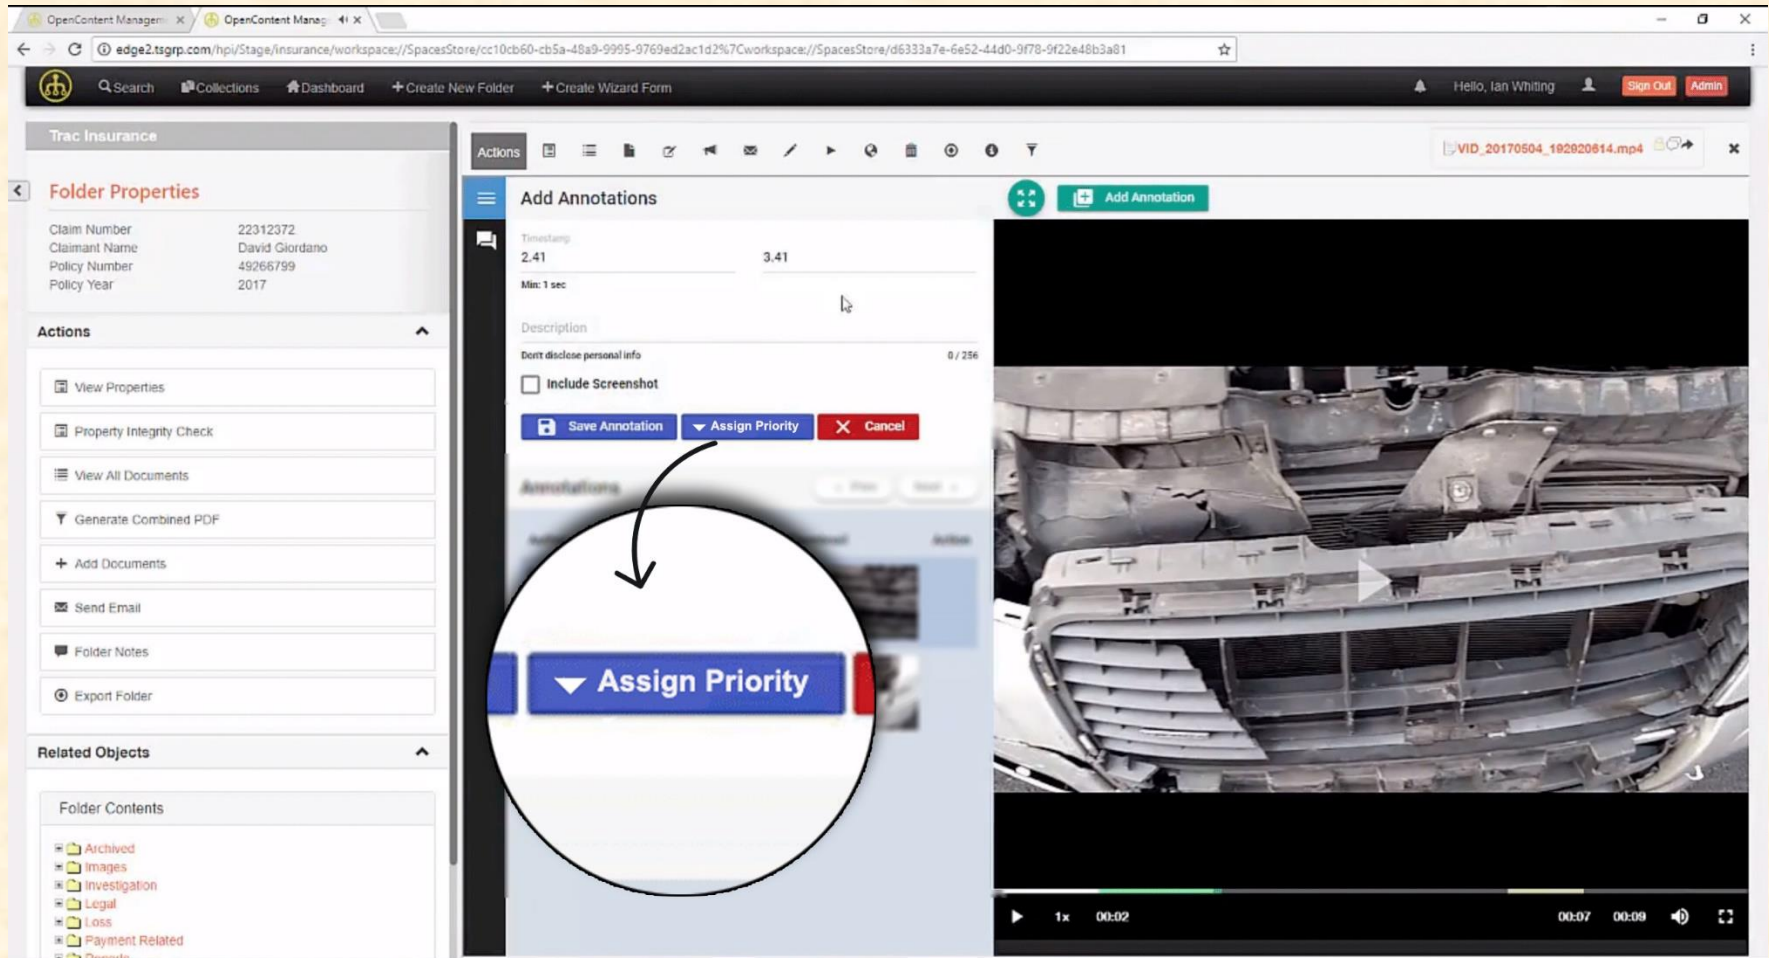 OpenContent Managem
OpenContent Manag
edge2.tsgrp.com/hpi/Stage/insurance/workspace://SpacesStore/cc10cb60-cb5a-48a9-9995-9769ed2ac1d2%7Cworkspace://SpacesStore/d6333a7e-6e52-44d0-9f78-9f22e48b3a81
Search Collections Dashboard +Create New Folder +Create Wizard Form Hello, Ian Whiting Sign Out Admin
Trac Insurance
Folder Properties
Claim Number 22312372
Claimant Name David Giordano
Policy Number 49266799
Policy Year 2017
Actions
View Properties
Property Integrity Check
View All Documents
Generate Combined PDF
+ Add Documents
Send Email
Folder Notes
Export Folder
Related Objects
Folder Contents
Archived
Images
Investigation
Legal
Loss
Payment Related
Actions
VID_20170504_192920614.mp4
Add Annotations
Add Annotation
Timestamp
2.41 3.41
Min: 1 sec
Description
Don't disclose personal info 0 / 256
Include Screenshot
Save Annotation Assign Priority Cancel
Annotations
Action
Assign Priority
1x 00:02 00:07 00:09